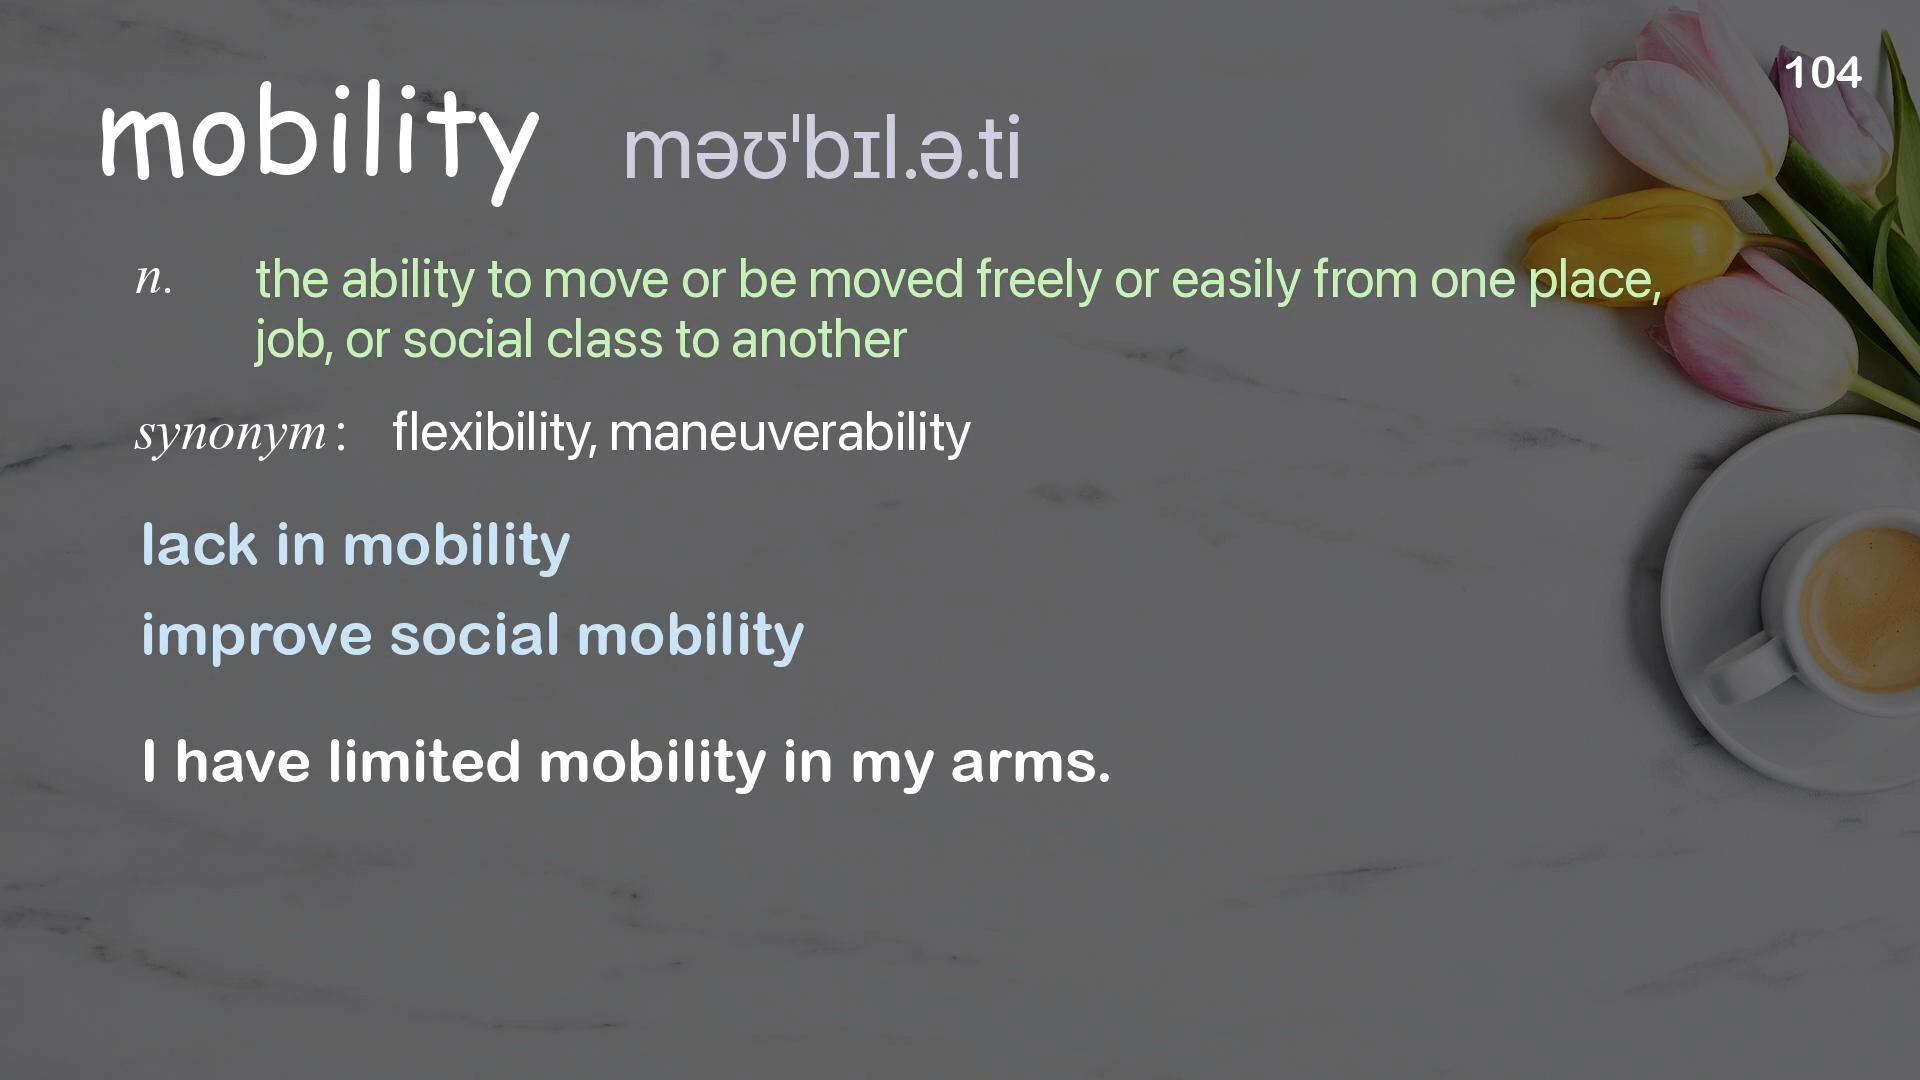 104
mobility məʊˈbɪl.ə.ti
n. the ability to move or be moved freely or easily from one place,
job, or social class to another
synonym: flexibility, maneuverability
lack in mobility
improve social mobility
I have limited mobility in my arms.